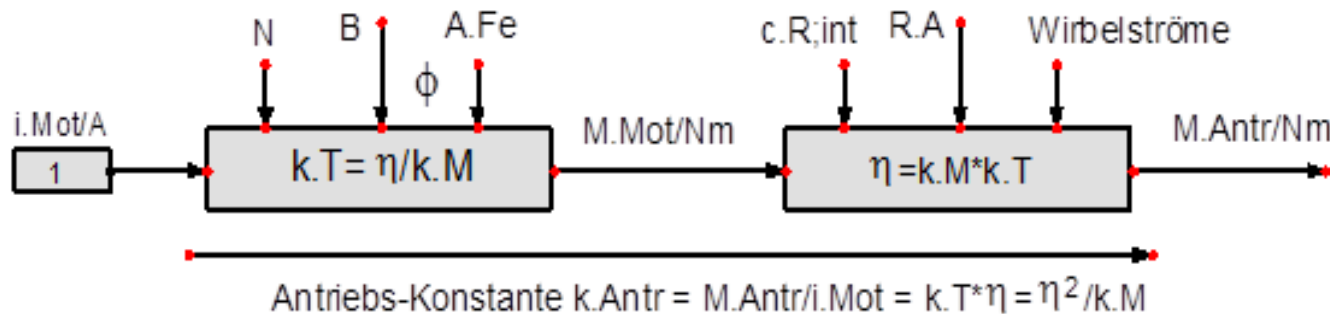 N
B
A.Fe
ϕ
c.R;int
R.A
Wirbelströme
i.Mot/A
1
k.T= η/k.M
M.Mot/Nm
η =k.M*k.T
M.Antr/Nm
Antriebs-Konstante k.Antr = M.Antr/i.Mot = k.T*η = η²/k.M